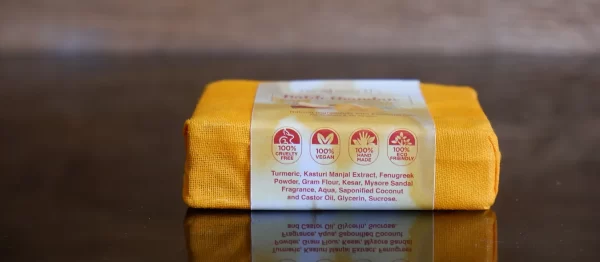 100%
CRUELTY
FREE
100%
VEGAN
100%
HAND
MADE
100%
ECO
FRIENDLY
Turmeric, Kasturi Manjal Extract, Fenugreek
Powder, Gram Flour, Kesar, Mysore Sandal
Fragrance, Aqua, Saponified Coconut
and Castor Oil, Glycerin, Sucrose.